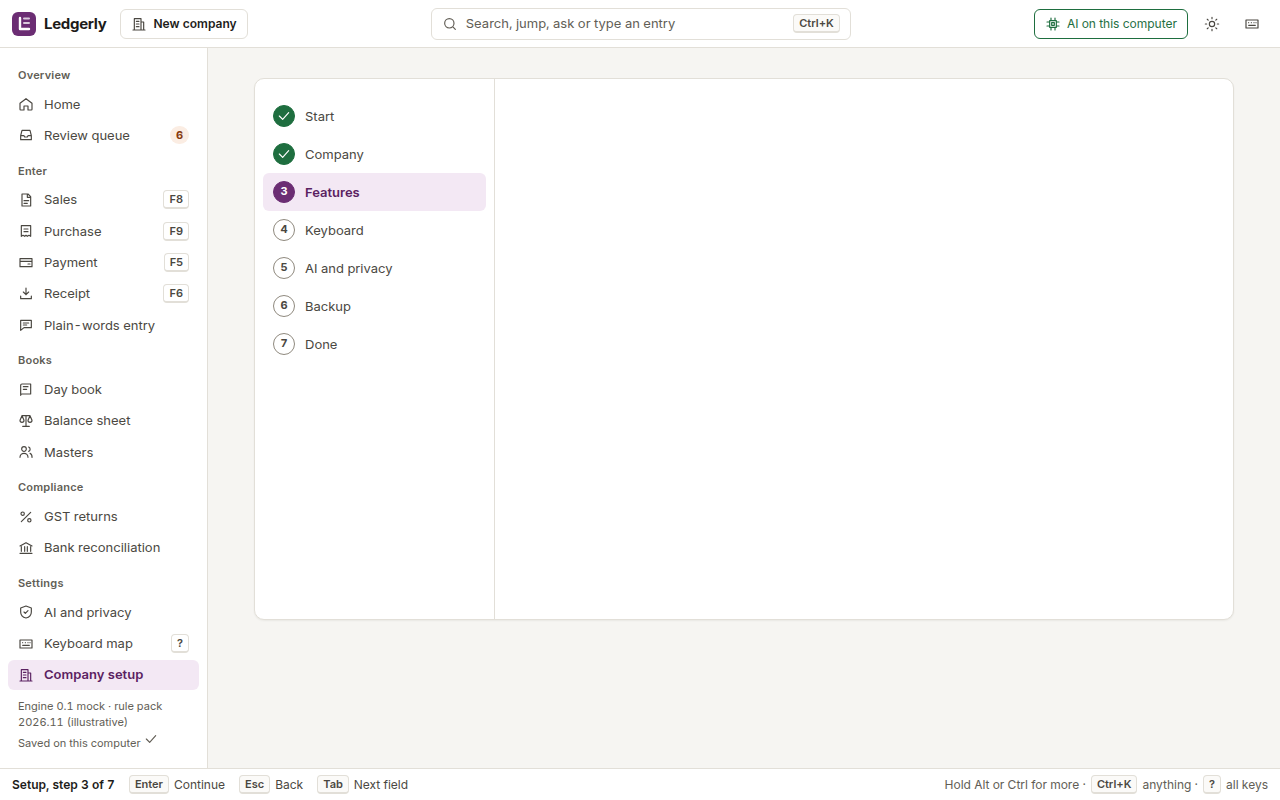 Ledgerly
New company
Search, jump, ask or type an entry
Ctrl+K
AI on this computer
Overview
Home
Review queue 6
Enter
Sales F8
Purchase F9
Payment F5
Receipt F6
Plain-words entry
Books
Day book
Balance sheet
Masters
Compliance
GST returns
Bank reconciliation
Settings
AI and privacy
Keyboard map ?
Company setup
Engine 0.1 mock · rule pack
2026.11 (illustrative)
Saved on this computer
Start
Company
3 Features
4 Keyboard
5 AI and privacy
6 Backup
7 Done
Setup, step 3 of 7 Enter Continue Esc Back Tab Next field
Hold Alt or Ctrl for more · Ctrl+K anything · ? all keys